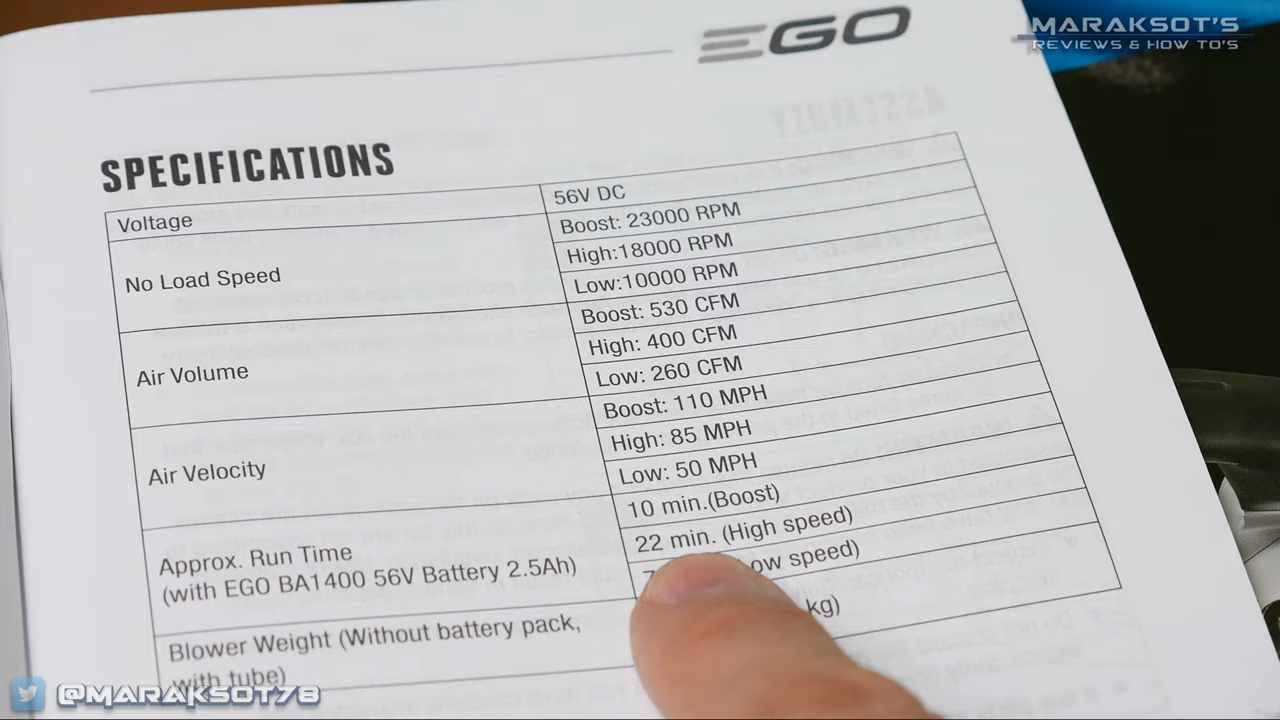 EGO
MARAKSOT'S
REVIEWS & HOW TO'S
SPECIFICATIONS
Voltage
56V DC
No Load Speed
Boost: 23000 RPM
High:18000 RPM
Low:10000 RPM
Air Volume
Boost: 530 CFM
High: 400 CFM
Low: 260 CFM
Air Velocity
Boost: 110 MPH
High: 85 MPH
Low: 50 MPH
Approx. Run Time
(with EGO BA1400 56V Battery 2.5Ah)
10 min.(Boost)
22 min. (High speed)
speed)
Blower Weight (Without battery pack,
with tube)
kg)
@MARAKSOT78